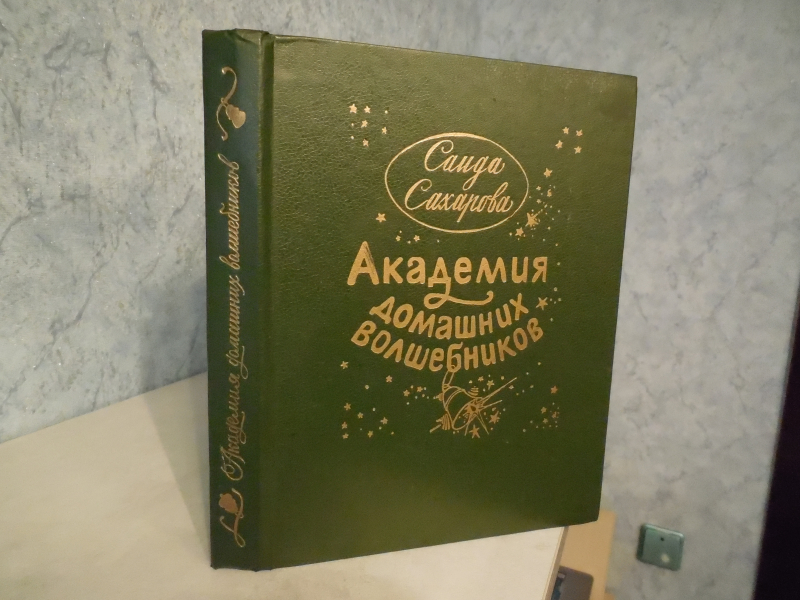 Саида
Сахарова
Академия
домашних
волшебников
Академия домашних волшебников